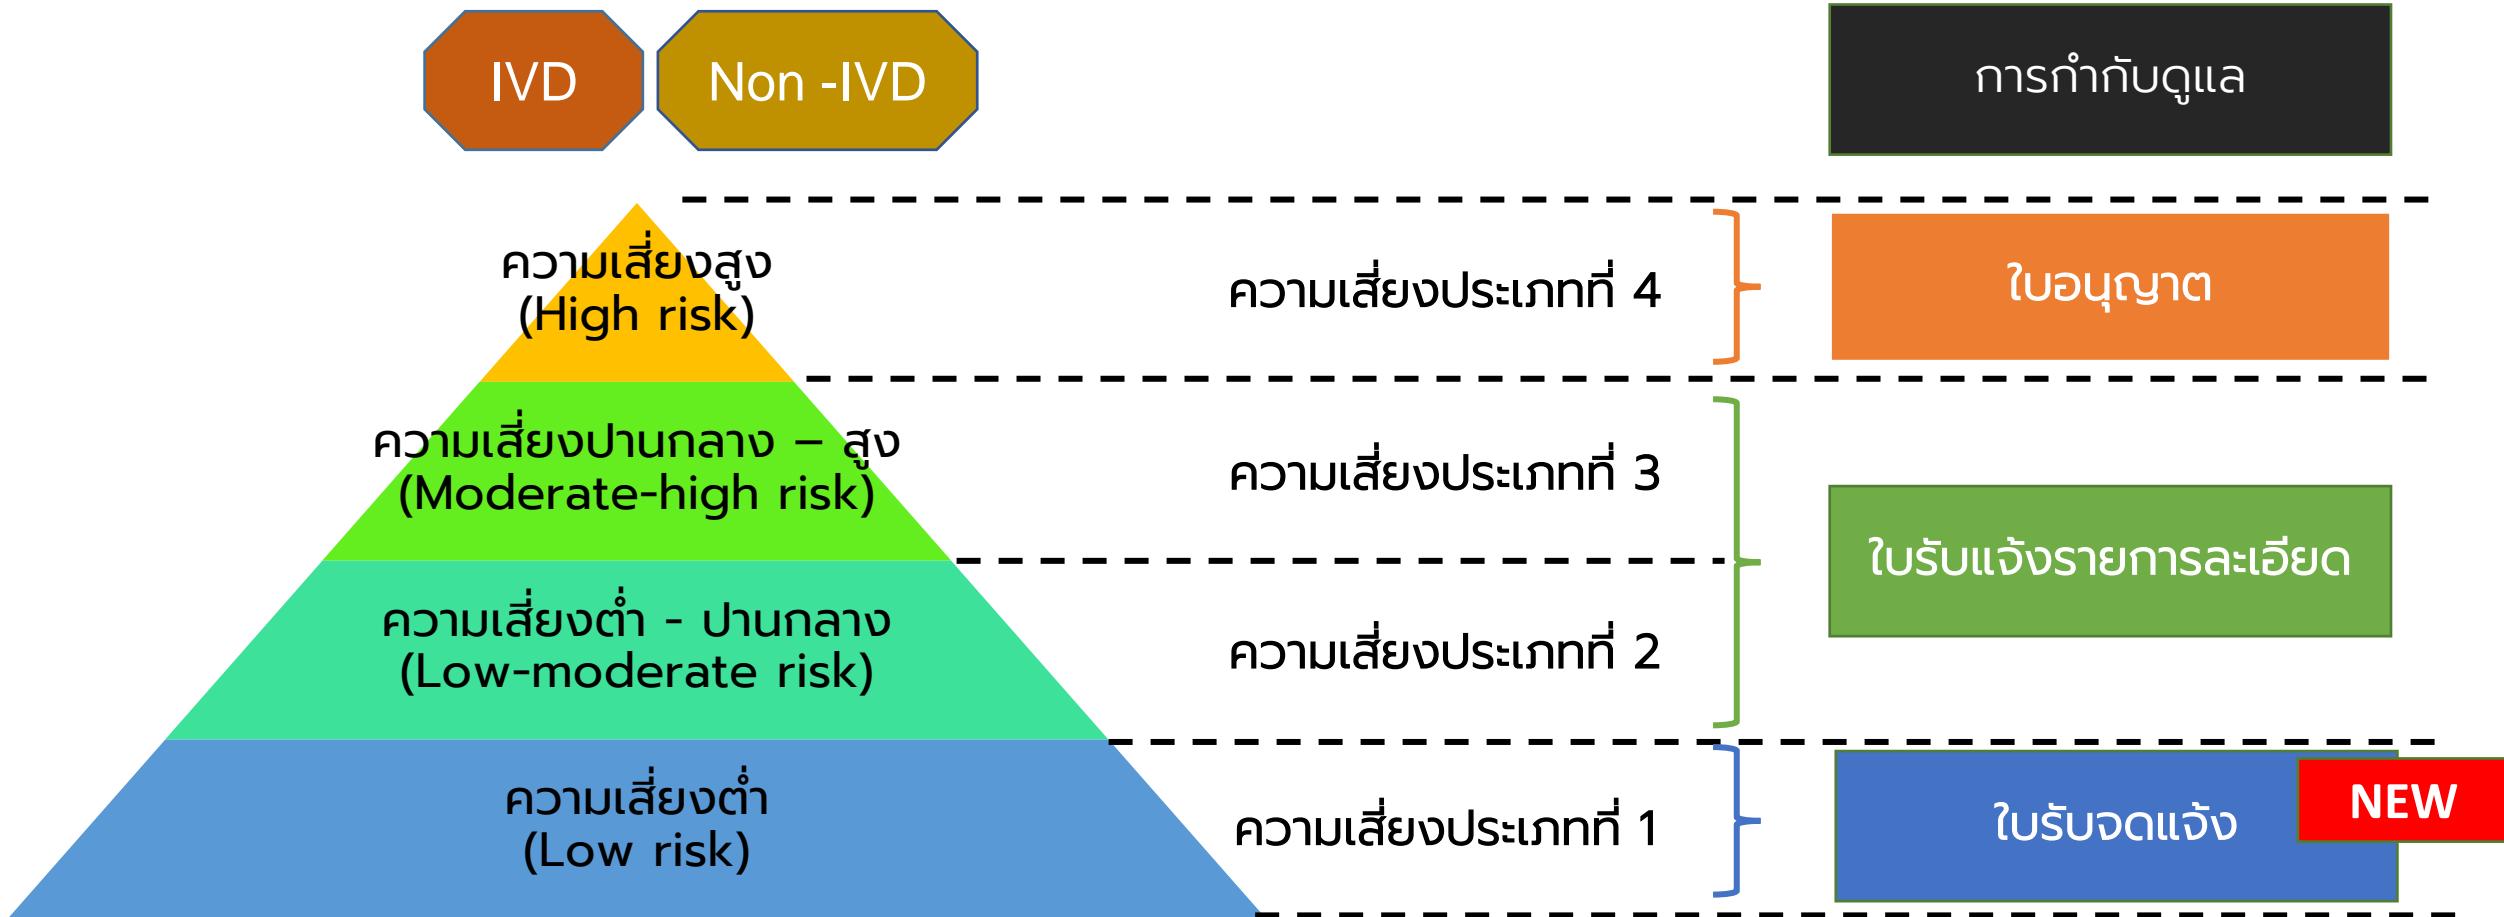 IVD
Non -IVD
การกำกับดูแล
ความเสี่ยงสูง
(High risk)
ความเสี่ยงประเภทที่ 4
ใบอนุญาต
ความเสี่ยงปานกลาง – สูง
(Moderate-high risk)
ความเสี่ยงประเภทที่ 3
ใบรับแจ้งรายการละเอียด
ความเสี่ยงต่ำ - ปานกลาง
(Low-moderate risk)
ความเสี่ยงประเภทที่ 2
ความเสี่ยงต่ำ
(Low risk)
ความเสี่ยงประเภทที่ 1
ใบรับจดแจ้ง
NEW